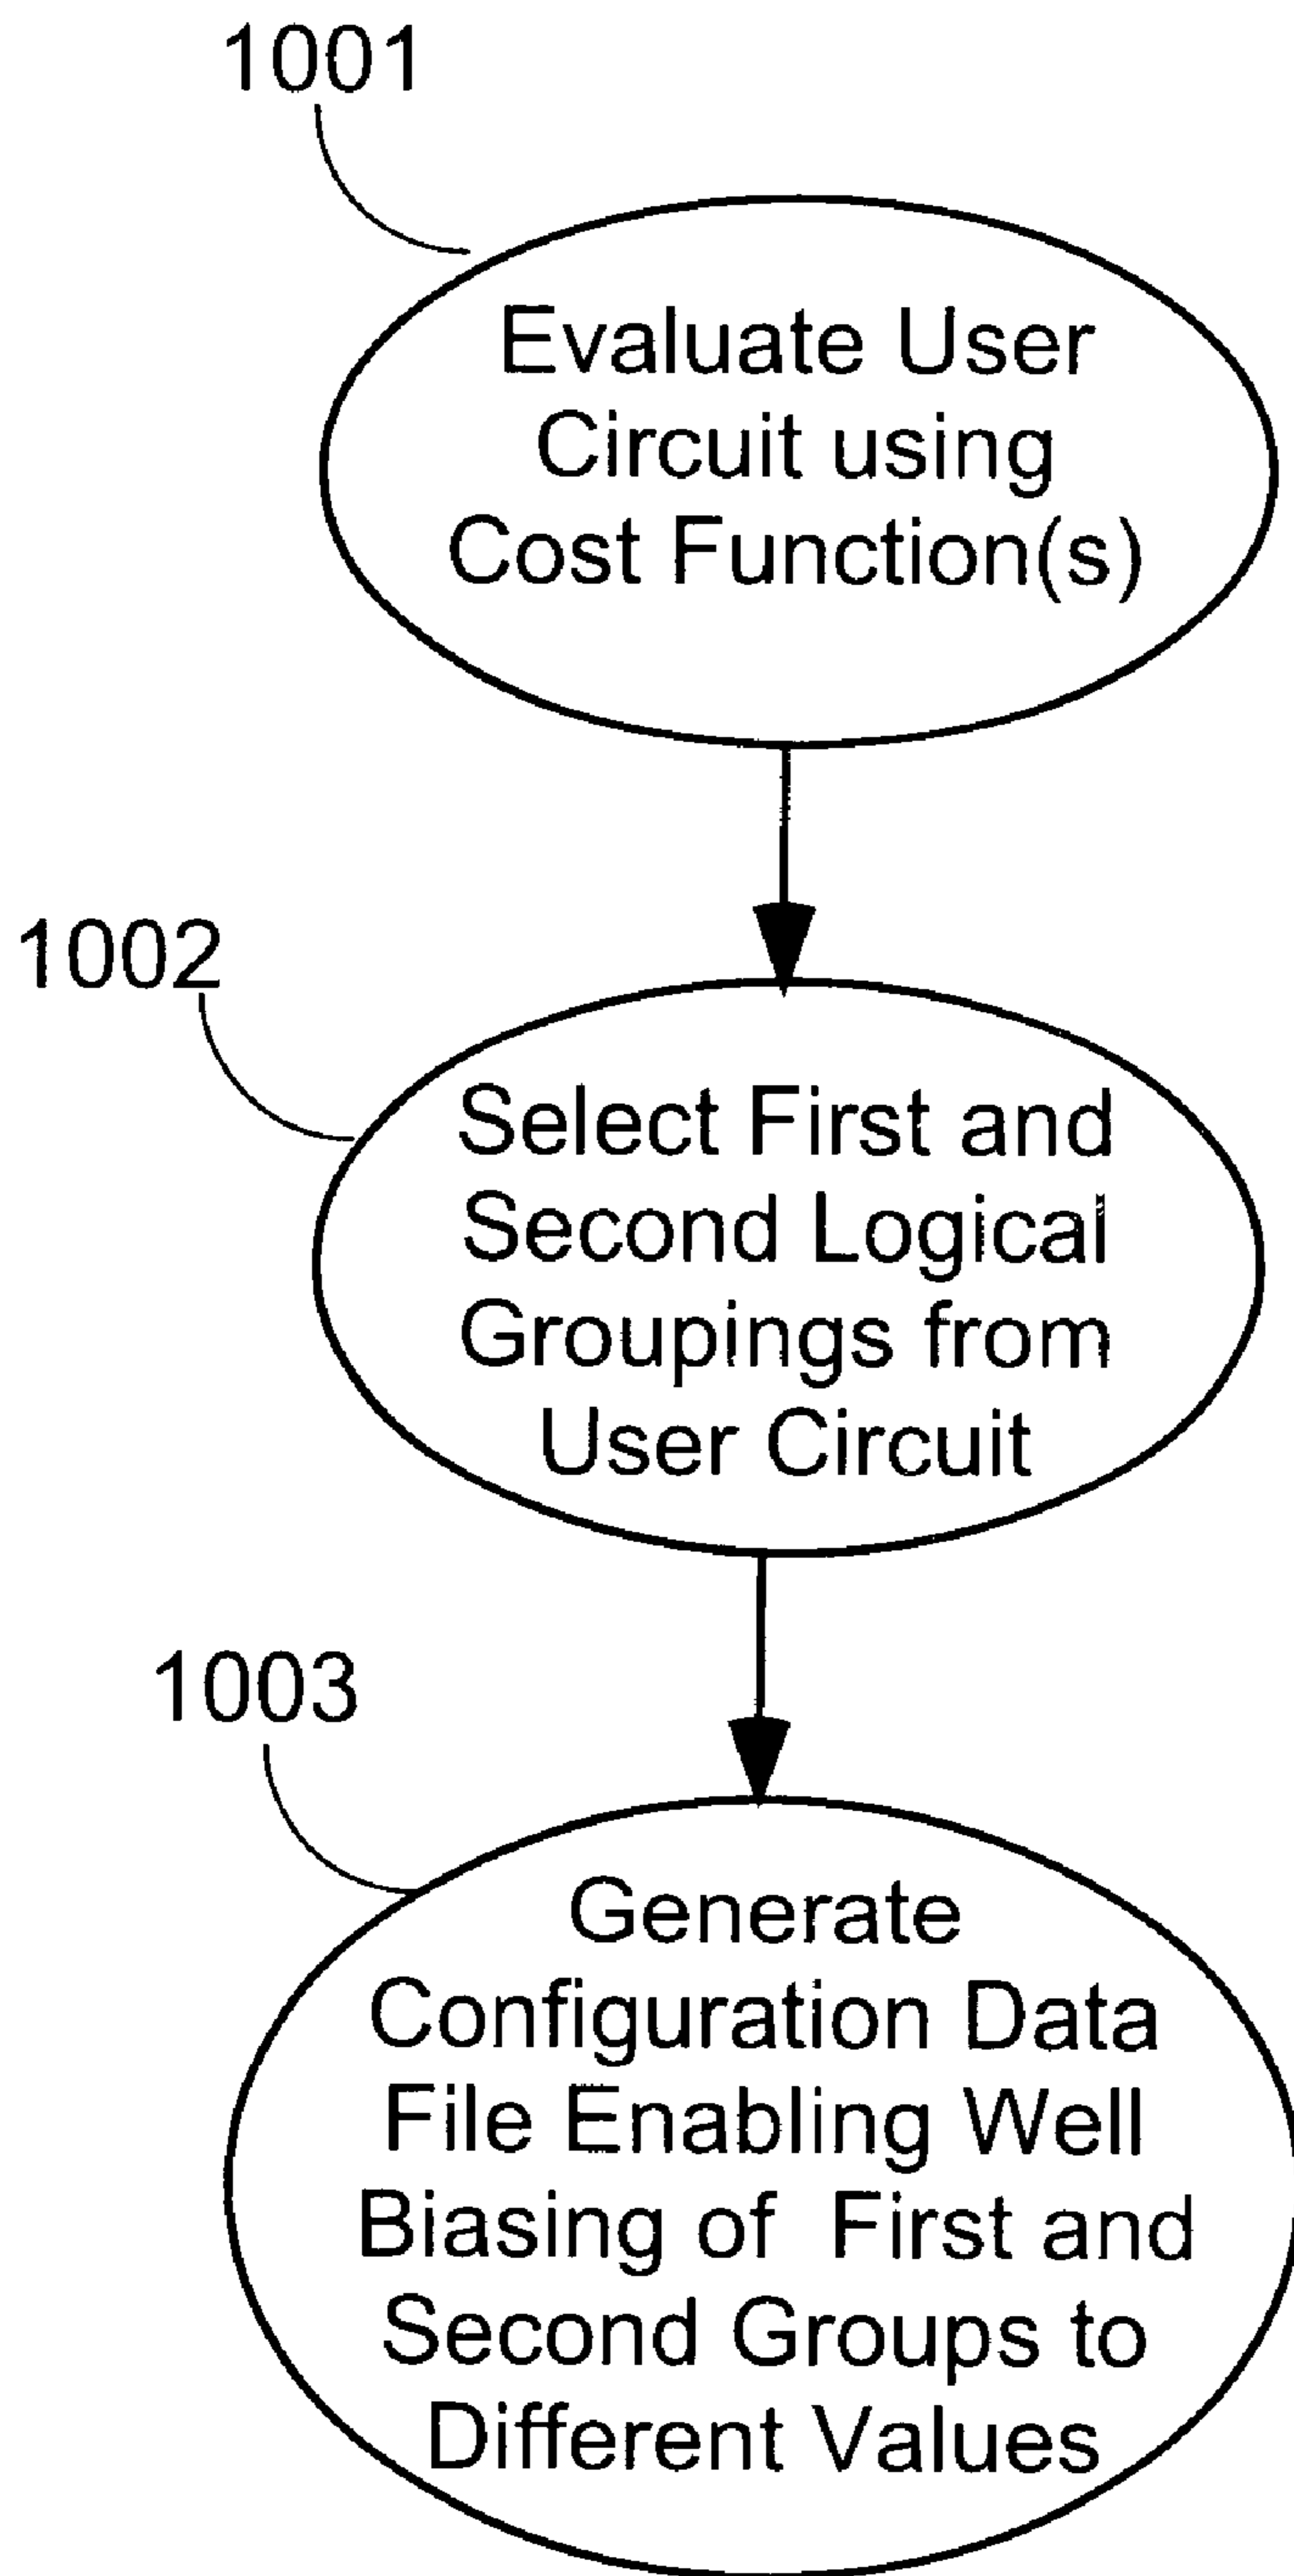 1001
Evaluate User
Circuit using
Cost Function(s)
1002
Select First and
Second Logical
Groupings from
User Circuit
1003
Generate
Configuration Data
File Enabling Well
Biasing of First and
Second Groups to
Different Values